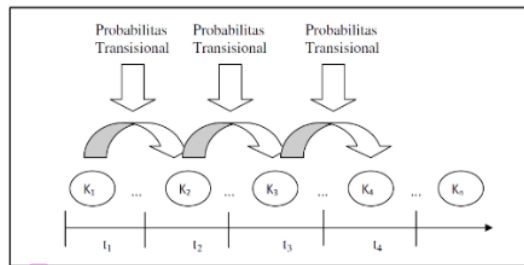 Probabilitas Transisional
Probabilitas Transisional
Probabilitas Transisional
K₁ ... K₂ ... K₃ ... K₄ ... Kₙ
t₁ t₂ t₃ t₄